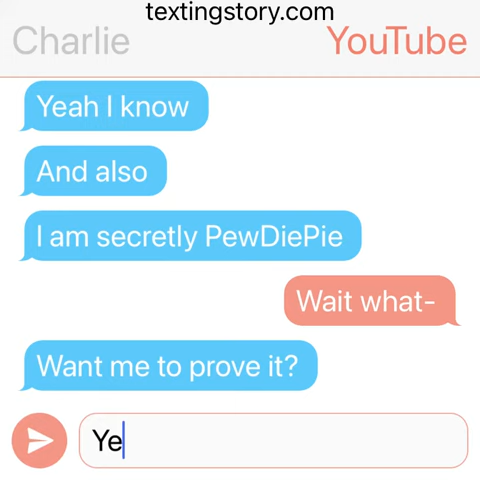 textingstory.com
Charlie
YouTube
Yeah I know
And also
I am secretly PewDiePie
Wait what-
Want me to prove it?
Ye